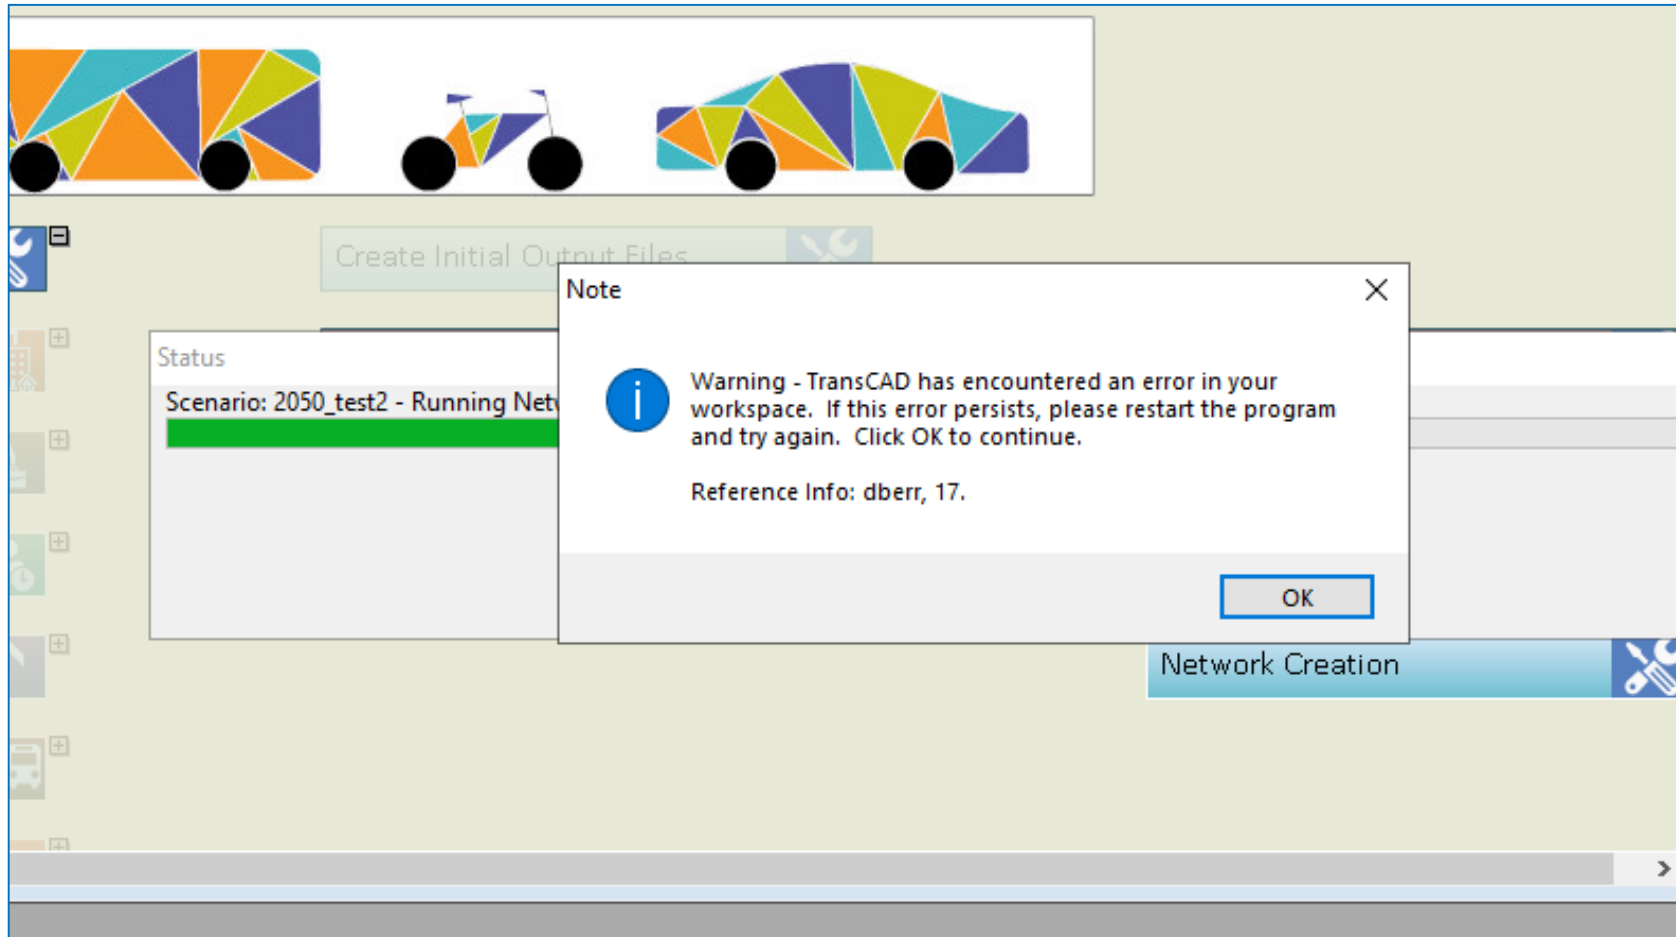 Create Initial Output Files
Note
Status
Scenario: 2050_test2 - Running
Warning - TransCAD has encountered an error in your
workspace.  If this error persists, please restart the program
and try again.  Click OK to continue.
Reference Info: dberr, 17.
OK
Network Creation